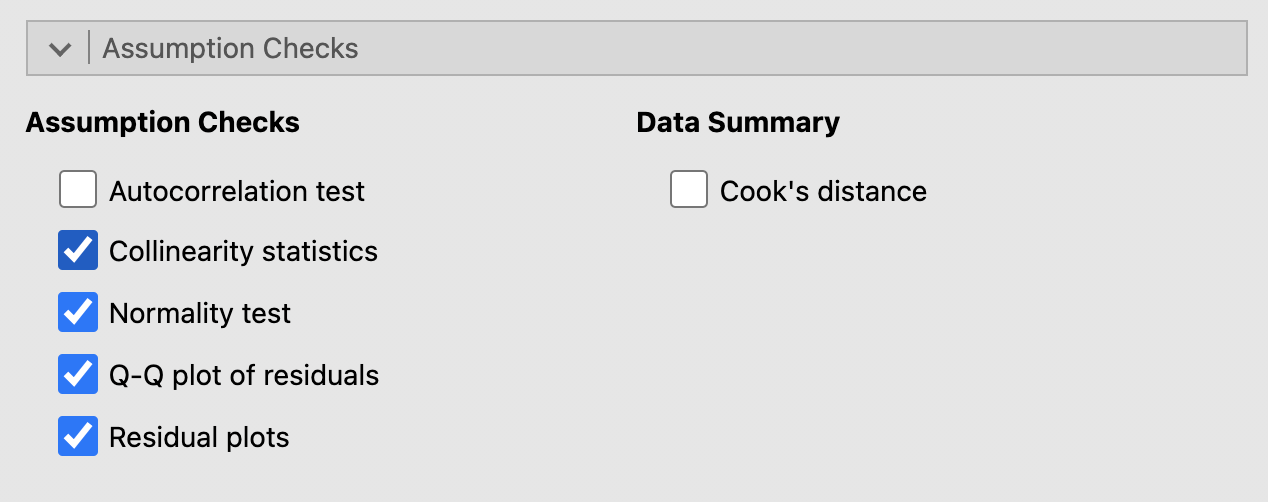 Assumption Checks
Assumption Checks
Data Summary
Autocorrelation test
Cook's distance
Collinearity statistics
Normality test
Q-Q plot of residuals
Residual plots